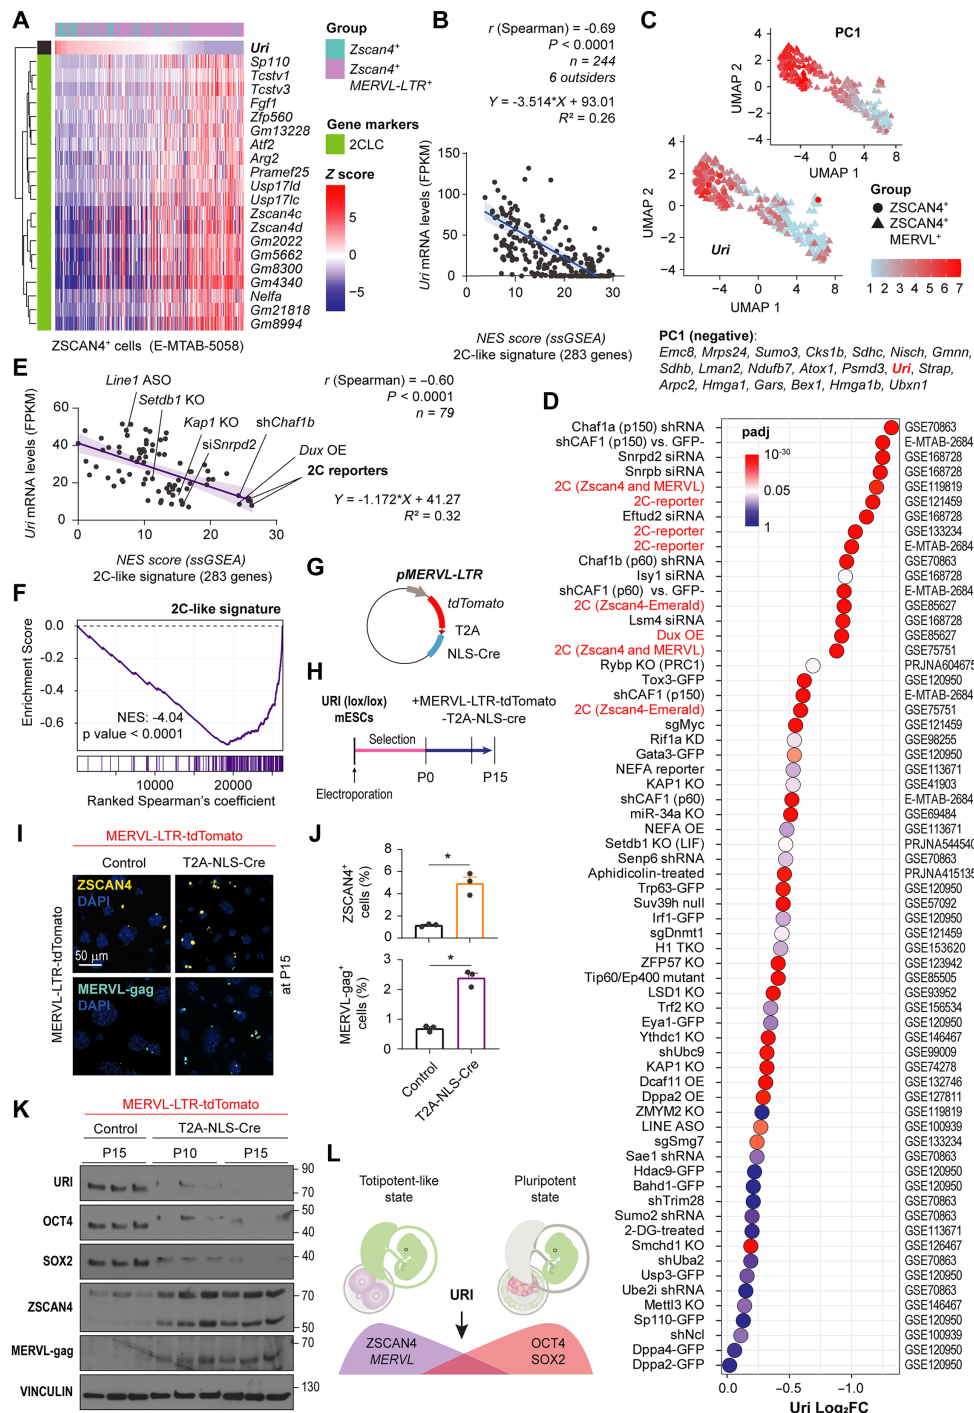 A
Group
Zscan4+
Zscan4+
MERVL-LTR+
Gene markers
2CLC
Z score
5
0
−5
Uri
Sp110
Tcstv1
Tcstv3
Fgf1
Zfp560
Gm13228
Atf2
Arg2
Pramef25
Usp17ld
Usp17lc
Zscan4c
Zscan4d
Gm2022
Gm5662
Gm8300
Gm4340
Nelfa
Gm21818
Gm8994
ZSCAN4+ cells (E-MTAB-5058)
B
r (Spearman) = -0.69
P < 0.0001
n = 244
6 outsiders
Y = -3.514*X + 93.01
R² = 0.26
Uri mRNA levels (FPKM)
150
100
50
0
0 10 20 30
NES score (ssGSEA)
2C-like signature (283 genes)
C
PC1
UMAP 2
4
2
0
−2
−4
−4 0 4 8
UMAP 1
UMAP 2
4
0
−4
Uri
−4 0 4 8
UMAP 1
Group
ZSCAN4+
ZSCAN4+
MERVL+
1 2 3 4 5 6 7
PC1 (negative):
Emc8, Mrps24, Sumo3, Cks1b, Sdhc, Nisch, Gmnn,
Sdhb, Lman2, Ndufb7, Atox1, Psmd3, Uri, Strap,
Arpc2, Hmga1, Gars, Bex1, Hmga1b, Ubxn1
D
padj
10-30
0.05
1
Chaf1a (p150) shRNA GSE70863
shCAF1 (p150) vs. GFP- E-MTAB-2684
Snrpd2 siRNA GSE168728
Snrpb siRNA GSE168728
2C (Zscan4 and MERVL) GSE119819
2C-reporter GSE121459
Eftud2 siRNA GSE168728
2C-reporter GSE133234
2C-reporter E-MTAB-2684
Chaf1b (p60) shRNA GSE70863
Isy1 siRNA GSE168728
shCAF1 (p60) vs. GFP- E-MTAB-2684
2C (Zscan4-Emerald) GSE85627
Lsm4 siRNA GSE168728
Dux OE GSE85627
2C (Zscan4 and MERVL) GSE75751
Rybp KO (PRC1) PRJNA604675
Tox3-GFP GSE120950
shCAF1 (p150) E-MTAB-2684
2C (Zscan4-Emerald) GSE75751
sgMyc GSE121459
Rif1a KD GSE98255
Gata3-GFP GSE120950
NEFA reporter GSE113671
KAP1 KO GSE41903
shCAF1 (p60) E-MTAB-2684
miR-34a KO GSE69484
NEFA OE GSE113671
Setdb1 KO (LIF) PRJNA544540
Senp6 shRNA GSE70863
Aphidicolin-treated PRJNA415135
Trp63-GFP GSE120950
Suv39h null GSE57092
Irf1-GFP GSE120950
sgDnmt1 GSE121459
H1 TKO GSE153620
ZFP57 KO GSE123942
Tip60/Ep400 mutant GSE85505
LSD1 KO GSE93952
Trf2 KO GSE156534
Eya1-GFP GSE120950
Ythdc1 KO GSE146467
shUbc9 GSE99009
KAP1 KO GSE74278
Dcaf11 OE GSE132746
Dppa2 OE GSE127811
ZMYM2 KO GSE119819
LINE ASO GSE100939
sgSmg7 GSE133234
Sae1 shRNA GSE70863
Hdac9-GFP GSE120950
Bahd1-GFP GSE120950
shTrim28 GSE70863
Sumo2 shRNA GSE70863
2-DG-treated GSE113671
Smchd1 KO GSE126467
shUba2 GSE70863
Usp3-GFP GSE120950
Ube2i shRNA GSE70863
Mettl3 KO GSE146467
Sp110-GFP GSE120950
shNcl GSE100939
Dppa4-GFP GSE120950
Dppa2-GFP GSE120950
0.0 −0.5 −1.0
Uri Log₂FC
E
r (Spearman) = -0.60
P < 0.0001
n = 79
Line1 ASO
Setdb1 KO
Kap1 KO
siSnrpd2
shChaf1b
Dux OE
2C reporters
Y = -1.172*X + 41.27
R² = 0.32
Uri mRNA levels (FPKM)
60
40
20
0
0 10 20 30
NES score (ssGSEA)
2C-like signature (283 genes)
F
2C-like signature
Enrichment Score
0.0
−0.2
−0.4
−0.6
NES: -4.04
p value < 0.0001
10000 20000
Ranked Spearman's coefficient
G
pMERVL-LTR
tdTomato
T2A
NLS-Cre
H
URI (lox/lox)
mESCs
+MERVL-LTR-tdTomato
-T2A-NLS-cre
Selection
P0 P15
Electroporation
I
MERVL-LTR-tdTomato
Control T2A-NLS-Cre
ZSCAN4
DAPI
50 µm
MERVL-gag
DAPI
MERVL-LTR-tdTomato
at P15
J
*
ZSCAN4+
cells (%)
8
6
4
2
0
*
MERVL-gag+
cells (%)
3
2
1
0
Control
T2A-NLS-Cre
K
MERVL-LTR-tdTomato
Control T2A-NLS-Cre
P15 P10 P15
URI
90
70
OCT4
50
40
SOX2
40
ZSCAN4
70
50
MERVL-gag
70
VINCULIN
130
L
Totipotent-like
state
Pluripotent
state
URI
ZSCAN4
MERVL
OCT4
SOX2